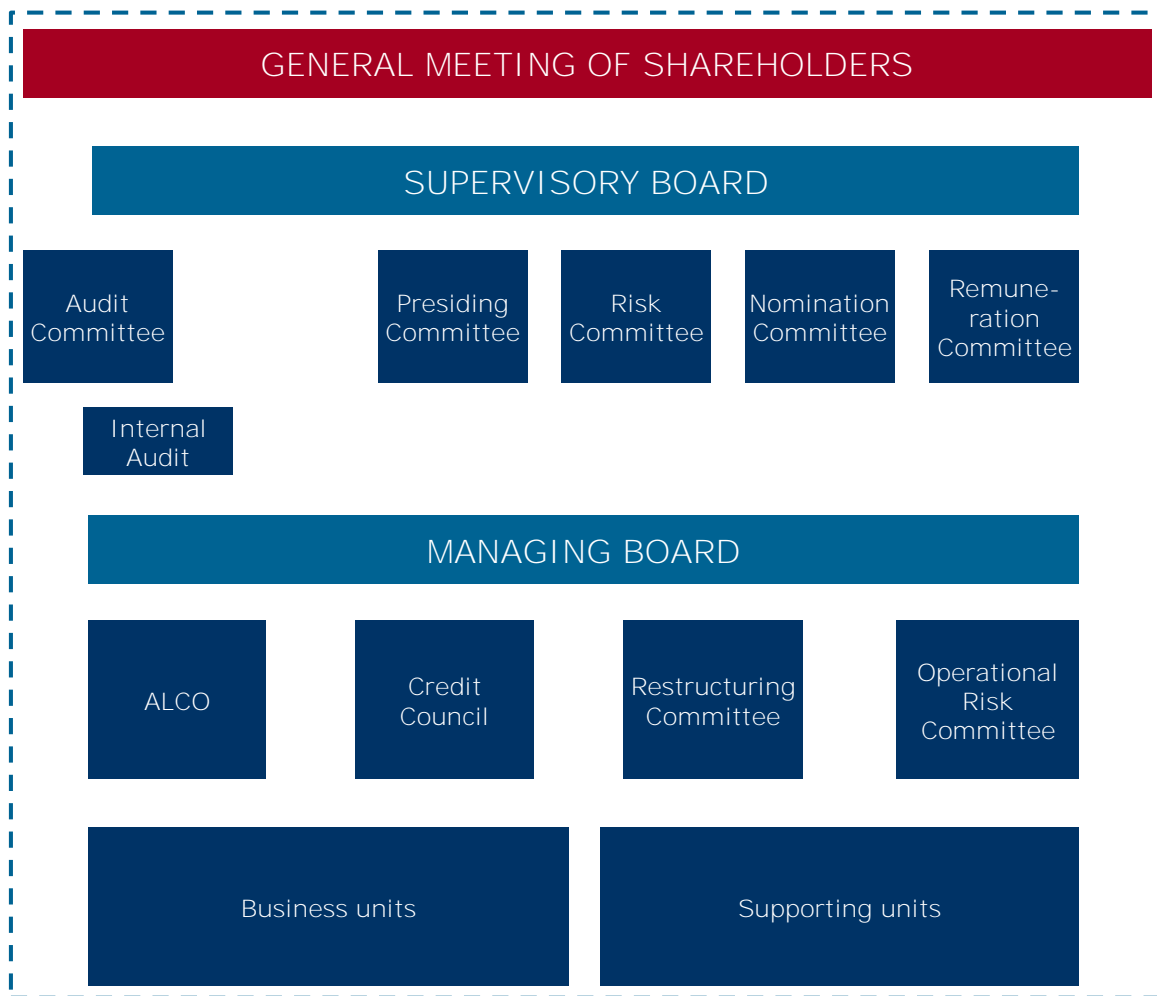 GENERAL MEETING OF SHAREHOLDERS
SUPERVISORY BOARD
Audit
Committee
Presiding
Committee
Risk
Committee
Nomination
Committee
Remune-
ration
Committee
Internal
Audit
MANAGING BOARD
ALCO
Credit
Council
Restructuring
Committee
Operational
Risk
Committee
Business units
Supporting units